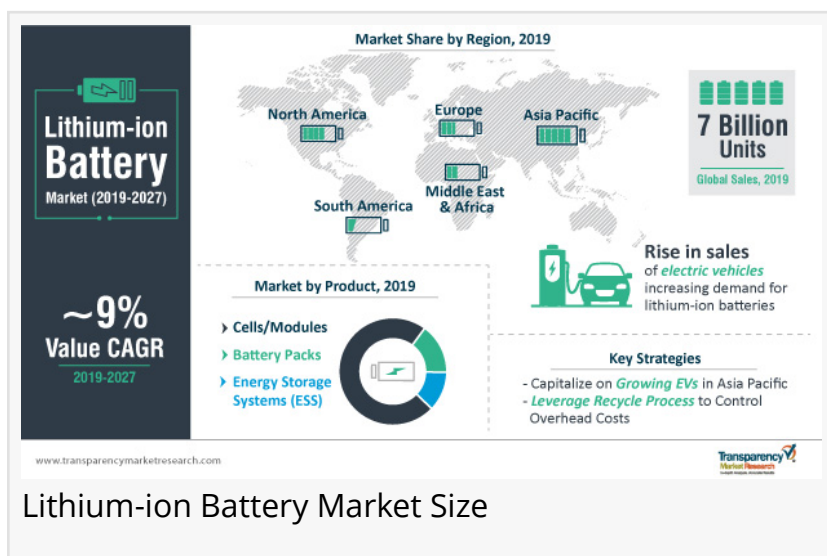 Market Share by Region, 2019
Lithium-ion
Battery
Market (2019-2027)
~9%
Value CAGR
2019-2027
North America
Europe
Asia Pacific
South America
Middle East
& Africa
7 Billion
Units
Global Sales, 2019
Rise in sales
of electric vehicles
increasing demand for
lithium-ion batteries
Market by Product, 2019
Cells/Modules
Battery Packs
Energy Storage
Systems (ESS)
Key Strategies
- Capitalize on Growing EVs in Asia Pacific
- Leverage Recycle Process to Control
Overhead Costs
www.transparencymarketresearch.com
Transparency
Market Research
Lithium-ion Battery Market Size